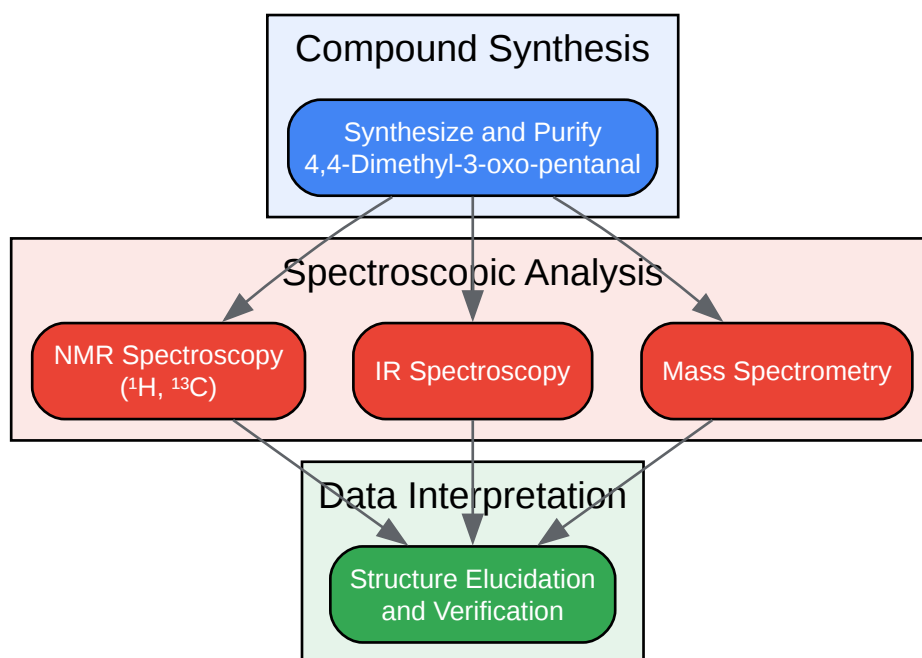 Compound Synthesis
Synthesize and Purify
4,4-Dimethyl-3-oxo-pentanal
Spectroscopic Analysis
NMR Spectroscopy
(¹H, ¹³C)
IR Spectroscopy
Mass Spectrometry
Data Interpretation
Structure Elucidation
and Verification